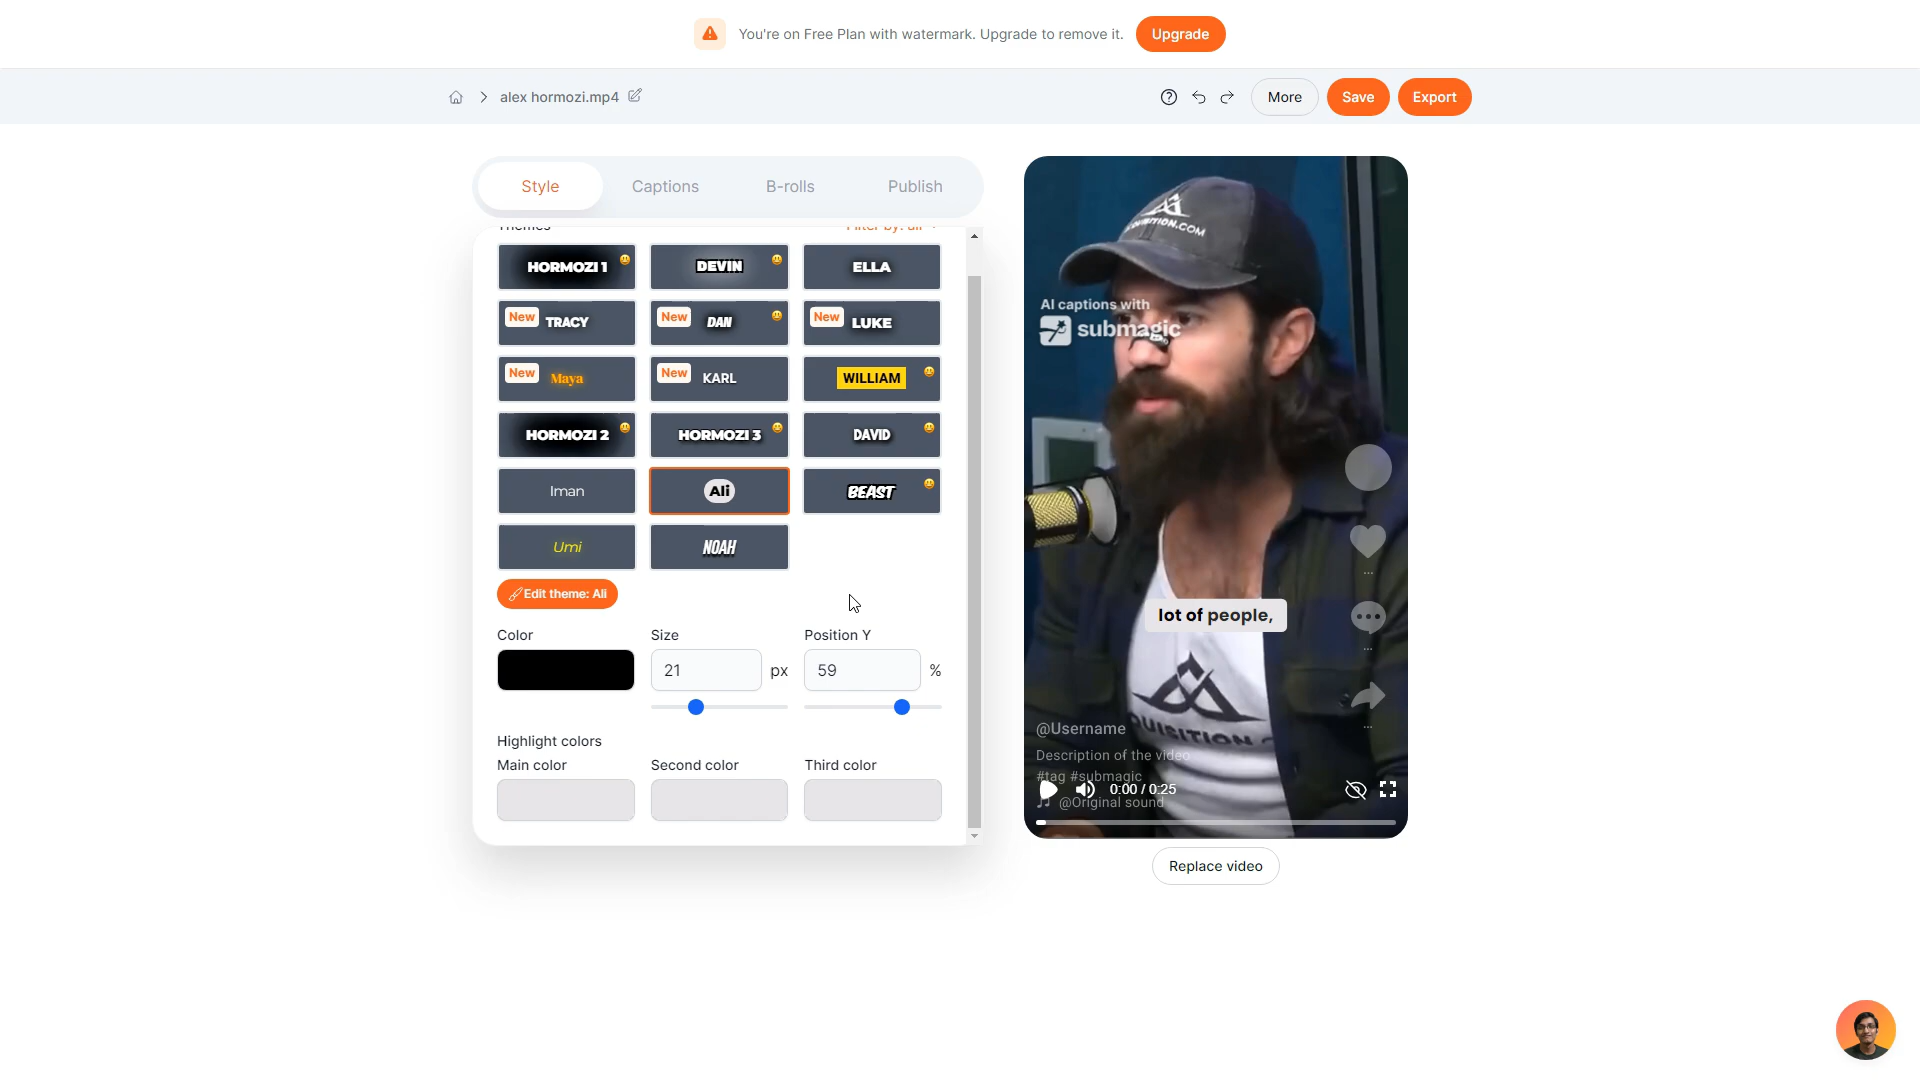 You're on Free Plan with watermark. Upgrade to remove it.
Upgrade
alex hormozi.mp4
More
Save
Export
Style
Captions
B-rolls
Publish
Themes
Filter by: all
HORMOZI 1
DEVIN
ELLA
New
TRACY
New
DAN
New
LUKE
New
Maya
New
KARL
WILLIAM
HORMOZI 2
HORMOZI 3
DAVID
Iman
Ali
BEAST
Umi
NOAH
Edit theme: Ali
Color
Size
Position Y
21
px
59
%
Highlight colors
Main color
Second color
Third color
AI captions with
submagic
lot of people,
...
...
...
@Username
Description of the video
#tag #submagic
0:00 / 0:25
@Original sound
Replace video